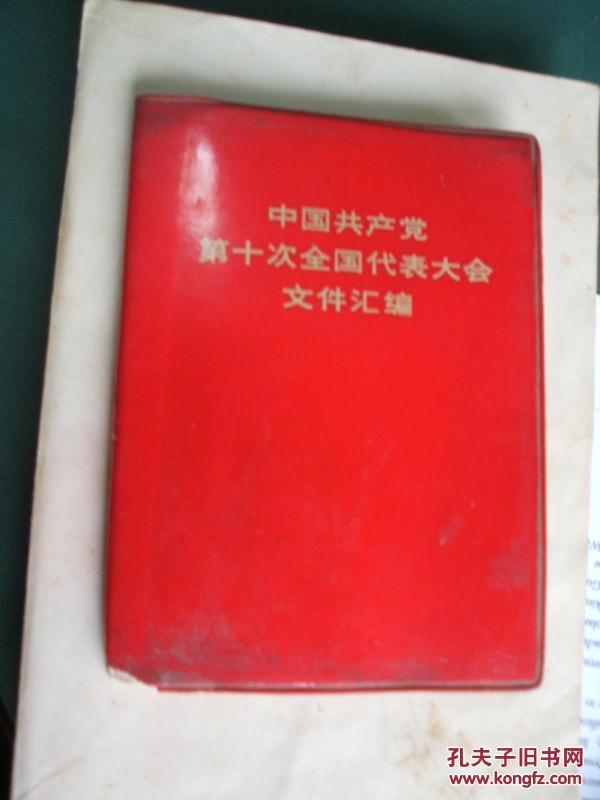 中国共产党
第十次全国代表大会
文件汇编
孔夫子旧书网
www.kongfz.com